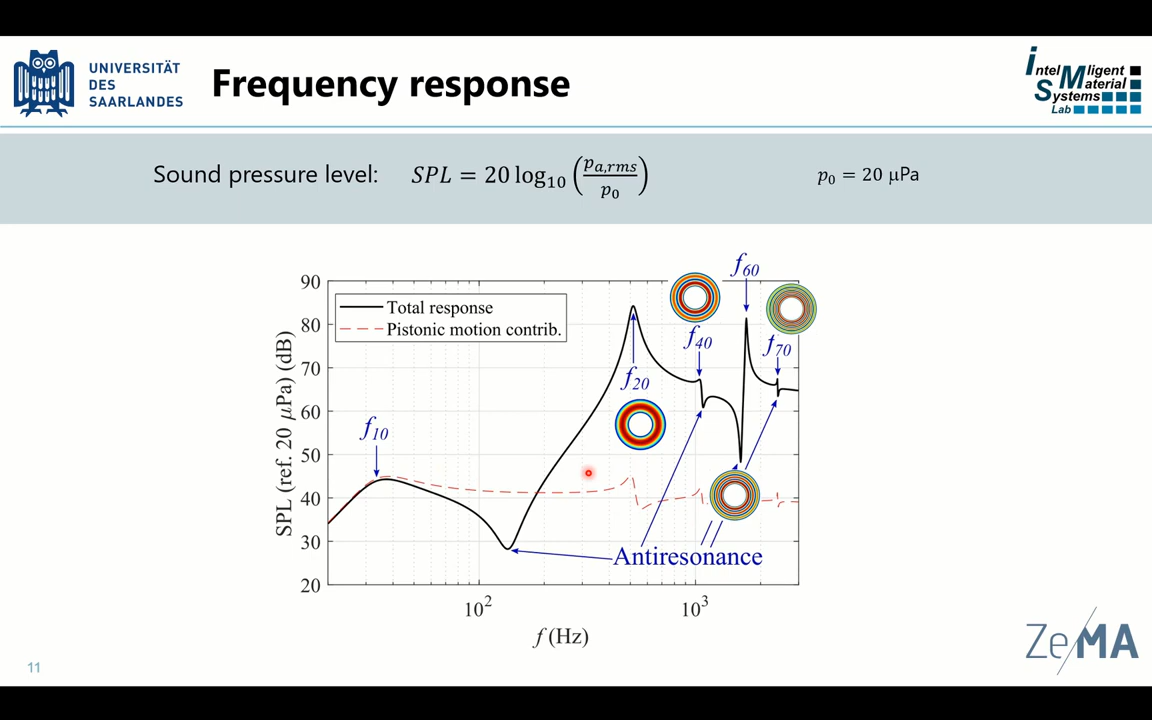 UNIVERSITÄT
DES
SAARLANDES
Frequency response
intelMligent
Material
Systems
Lab
Sound pressure level: SPL = 20 log₁₀ (p_{a,rms}/p₀) p₀ = 20 μPa
90
80
70
60
50
40
30
20
SPL (ref. 20 μPa) (dB)
Total response
Pistonic motion contrib.
f₁₀
f₂₀
f₄₀
f₆₀
f₇₀
Antiresonance
10² 10³
f (Hz)
11
ZeMA